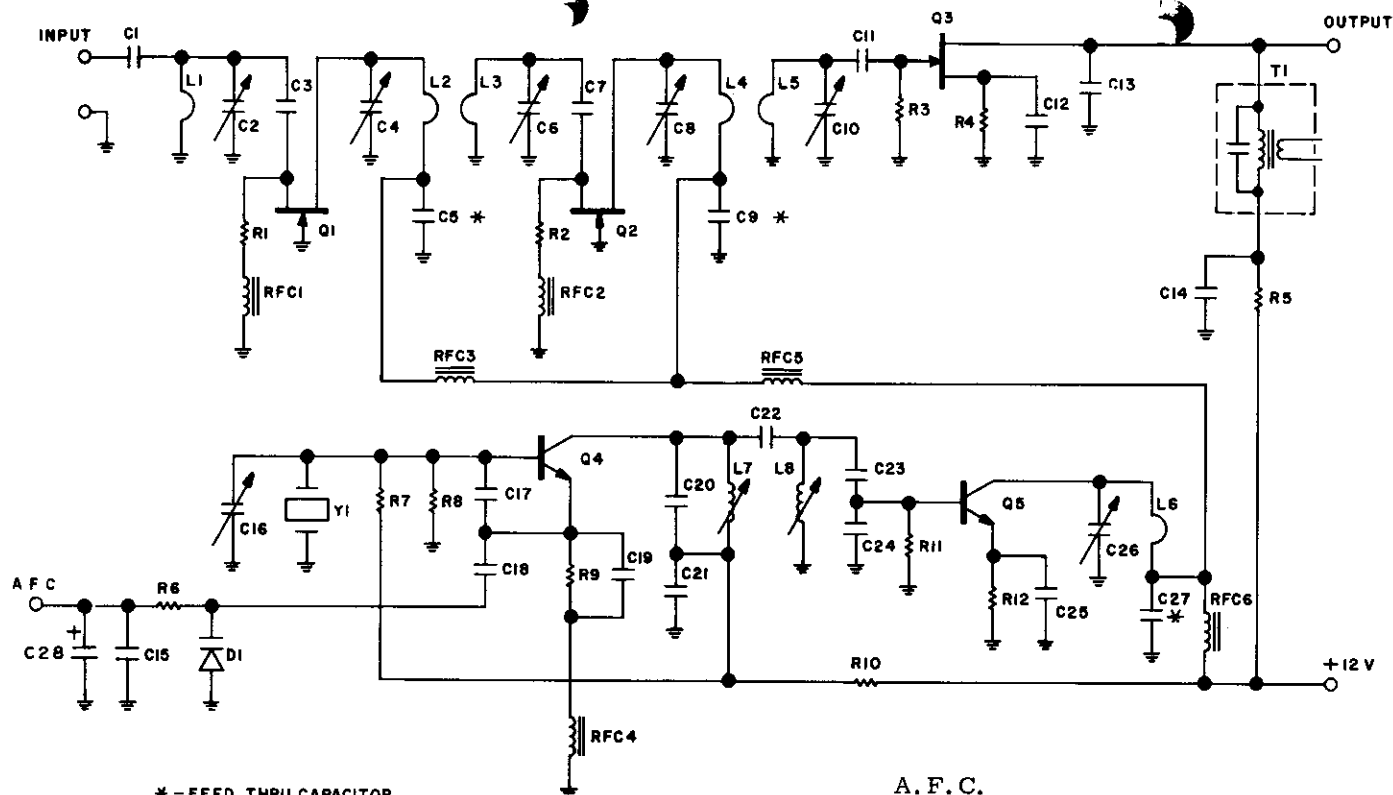 INPUT
C1
L1
C2
C3
R1
RFC1
Q1
C4
L2
C5 *
L3
C6
C7
R2
RFC2
Q2
C8
L4
C9 *
L5
C10
C11
R3
Q3
R4
C12
C13
OUTPUT
T1
C14
R5
RFC3
RFC5
C22
Q4
C16
Y1
R7
R8
C17
C18
R9
C19
C20
C21
L7
L8
C23
C24
R11
Q5
R12
C25
C26
L6
C27
*
RFC6
AFC
R6
+
C28
C15
D1
R10
+12V
RFC4
* - FEED THRU CAPACITOR
A.F.C.